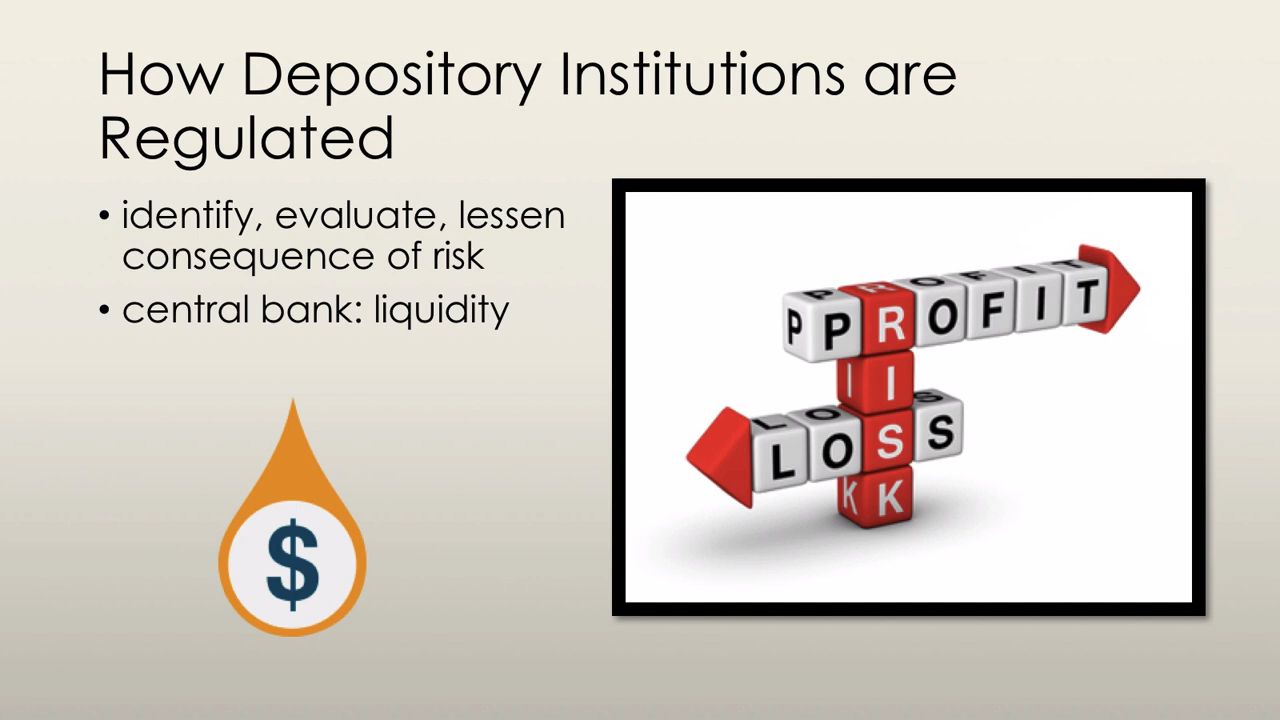 How Depository Institutions are
Regulated
• identify, evaluate, lessen
consequence of risk
• central bank: liquidity
$
PROFIT
RISK
LOSS